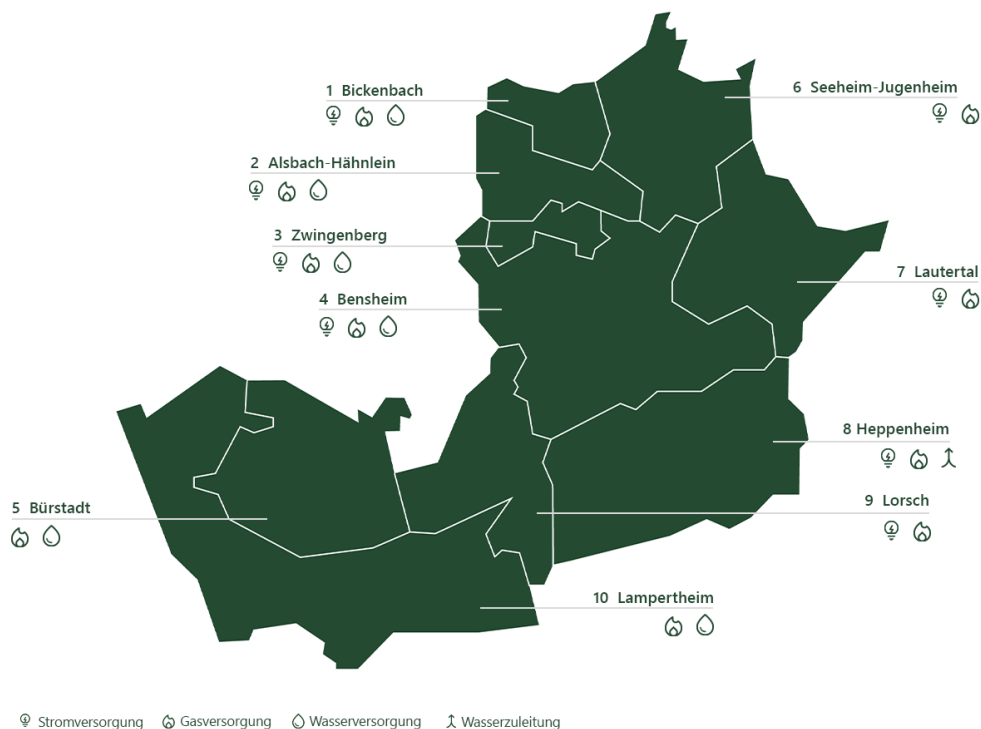 1 Bickenbach
2 Alsbach-Hähnlein
3 Zwingenberg
4 Bensheim
5 Bürstadt
6 Seeheim-Jugenheim
7 Lautertal
8 Heppenheim
9 Lorsch
10 Lampertheim
Stromversorgung Gasversorgung Wasserversorgung Wasserzuleitung